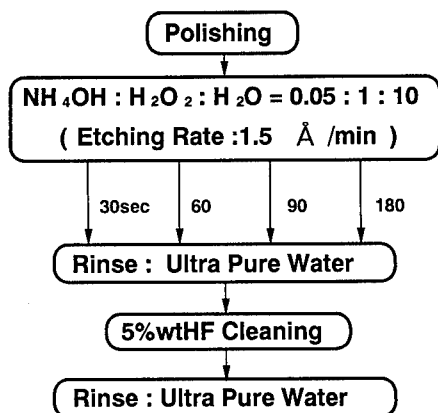 Polishing
NH₄OH : H₂O₂ : H₂O = 0.05 : 1 : 10
( Etching Rate :1.5 Å /min )
30sec 60 90 180
Rinse : Ultra Pure Water
5%wtHF Cleaning
Rinse : Ultra Pure Water